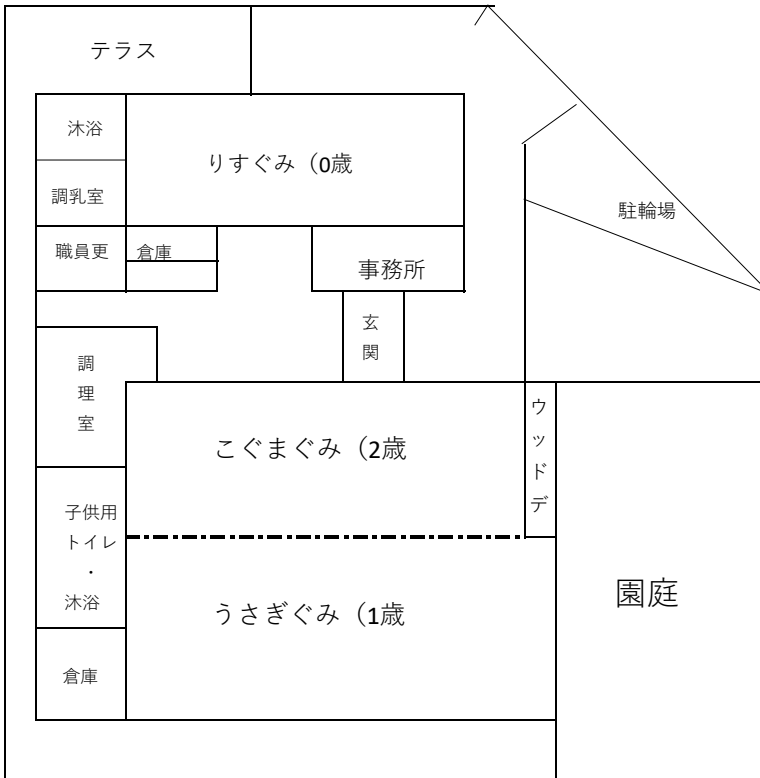 テラス
沐浴
りすぐみ（0歳
調乳室
駐輪場
職員更
倉庫
事務所
玄
関
調
理
室
こぐまぐみ（2歳
ウ
ッ
ド
デ
子供用
トイレ
・
沐浴
うさぎぐみ（1歳
園庭
倉庫